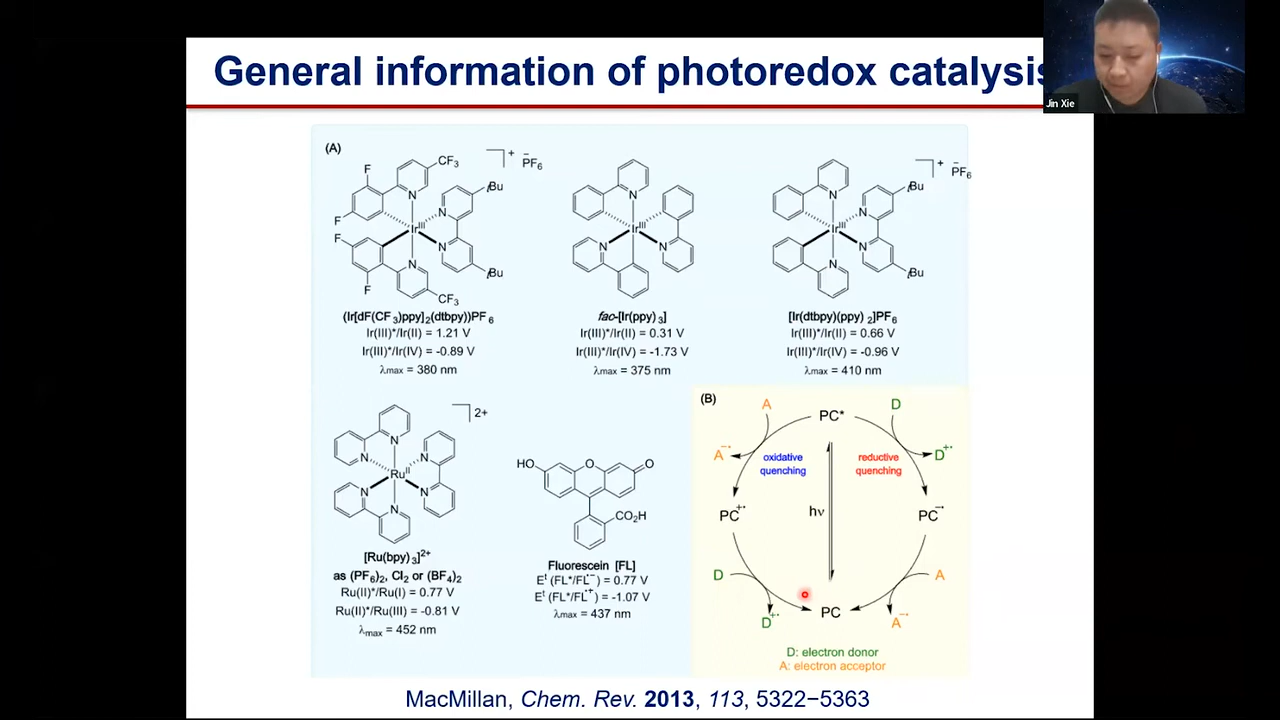 General information of photoredox catalysis
Jin Xie
(A)
F
CF3
+
PF6−
tBu
N
N
IrIII
F
F
N
N
F
CF3
tBu
(Ir[dF(CF3)ppy]2(dtbpy))PF6
Ir(III)*/Ir(II) = 1.21 V
Ir(III)*/Ir(IV) = -0.89 V
λmax = 380 nm
N
IrIII
N
N
fac-[Ir(ppy)3]
Ir(III)*/Ir(II) = 0.31 V
Ir(III)*/Ir(IV) = -1.73 V
λmax = 375 nm
+
PF6−
tBu
N
N
IrIII
N
N
tBu
[Ir(dtbpy)(ppy)2]PF6
Ir(III)*/Ir(II) = 0.66 V
Ir(III)*/Ir(IV) = -0.96 V
λmax = 410 nm
2+
N
N
N
RuII
N
N
N
[Ru(bpy)3]2+
as (PF6)2, Cl2 or (BF4)2
Ru(II)*/Ru(I) = 0.77 V
Ru(II)*/Ru(III) = -0.81 V
λmax = 452 nm
HO
O
O
CO2H
Fluorescein [FL]
Et (FL*/FL−•) = 0.77 V
Et (FL*/FL+•) = -1.07 V
λmax = 437 nm
(B)
A
PC*
D
A−•
oxidative
quenching
reductive
quenching
D+•
PC+•
hν
PC−•
D
A
D+•
PC
A−•
D: electron donor
A: electron acceptor
MacMillan, Chem. Rev. 2013, 113, 5322−5363